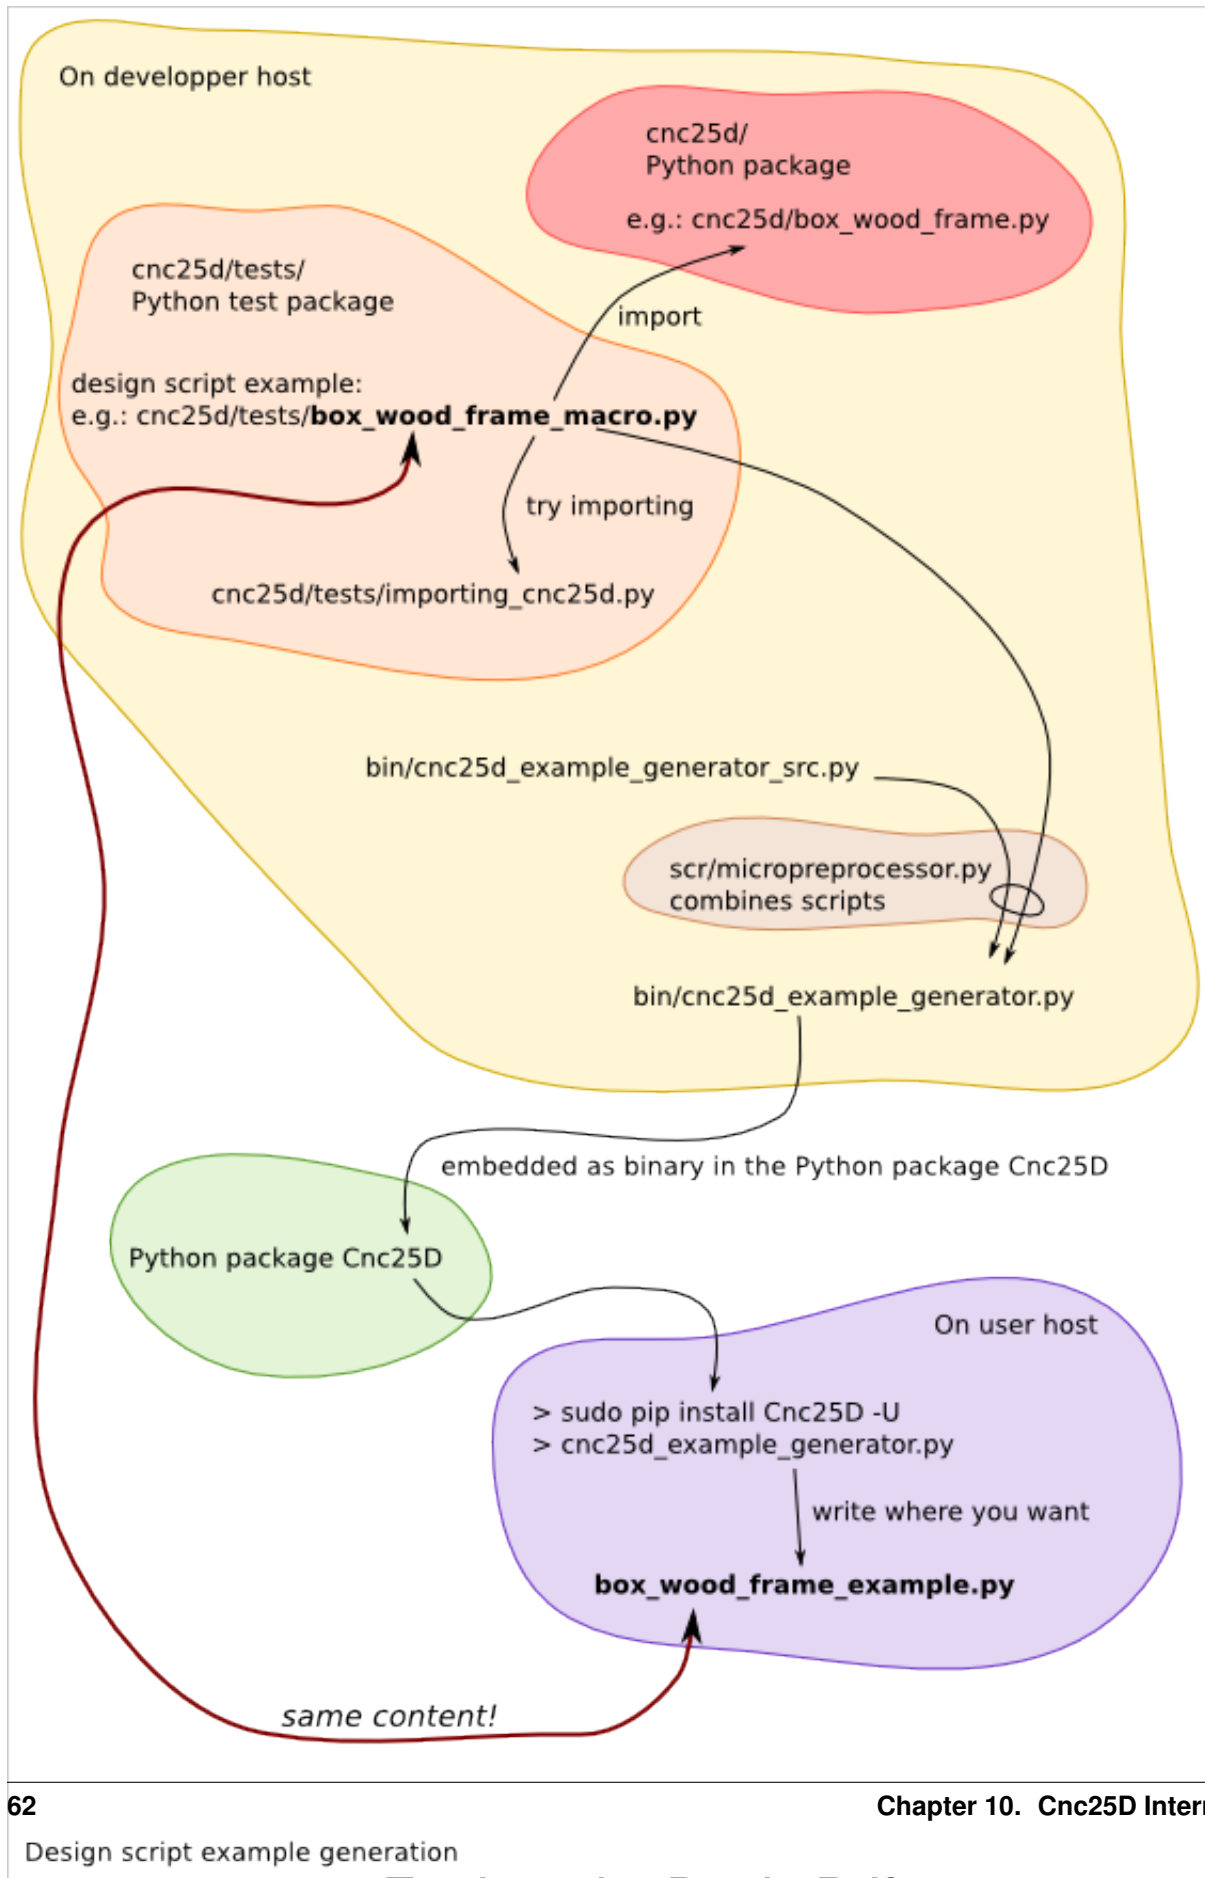 On developper host
cnc25d/
Python package
e.g.: cnc25d/box_wood_frame.py
cnc25d/tests/
Python test package
import
design script example:
e.g.: cnc25d/tests/box_wood_frame_macro.py
try importing
cnc25d/tests/importing_cnc25d.py
bin/cnc25d_example_generator_src.py
scr/micropreprocessor.py
combines scripts
bin/cnc25d_example_generator.py
embedded as binary in the Python package Cnc25D
Python package Cnc25D
On user host
> sudo pip install Cnc25D -U
> cnc25d_example_generator.py
write where you want
box_wood_frame_example.py
same content!
62
Chapter 10. Cnc25D Intern
Design script example generation